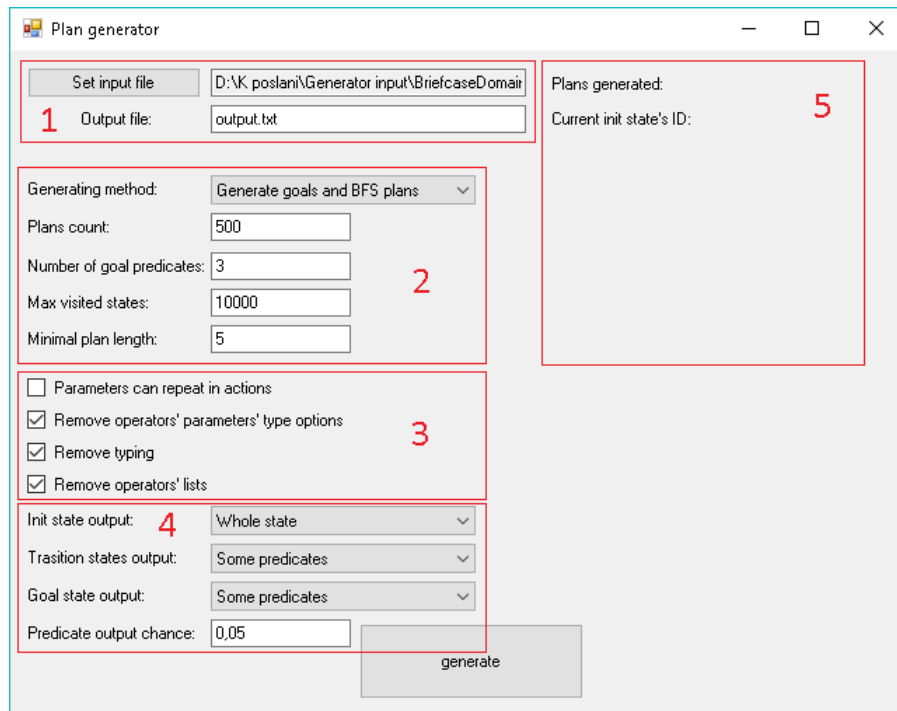 Plan generator
Set input file D:\K poslani\Generator input\BriefcaseDomair
1 Output file: output.txt
Plans generated:
Current init state's ID:
5
Generating method: Generate goals and BFS plans
Plans count: 500
Number of goal predicates: 3
2
Max visited states: 10000
Minimal plan length: 5
Parameters can repeat in actions
Remove operators' parameters' type options
3
Remove typing
Remove operators' lists
Init state output: 4 Whole state
Trasition states output: Some predicates
Goal state output: Some predicates
Predicate output chance: 0,05
generate